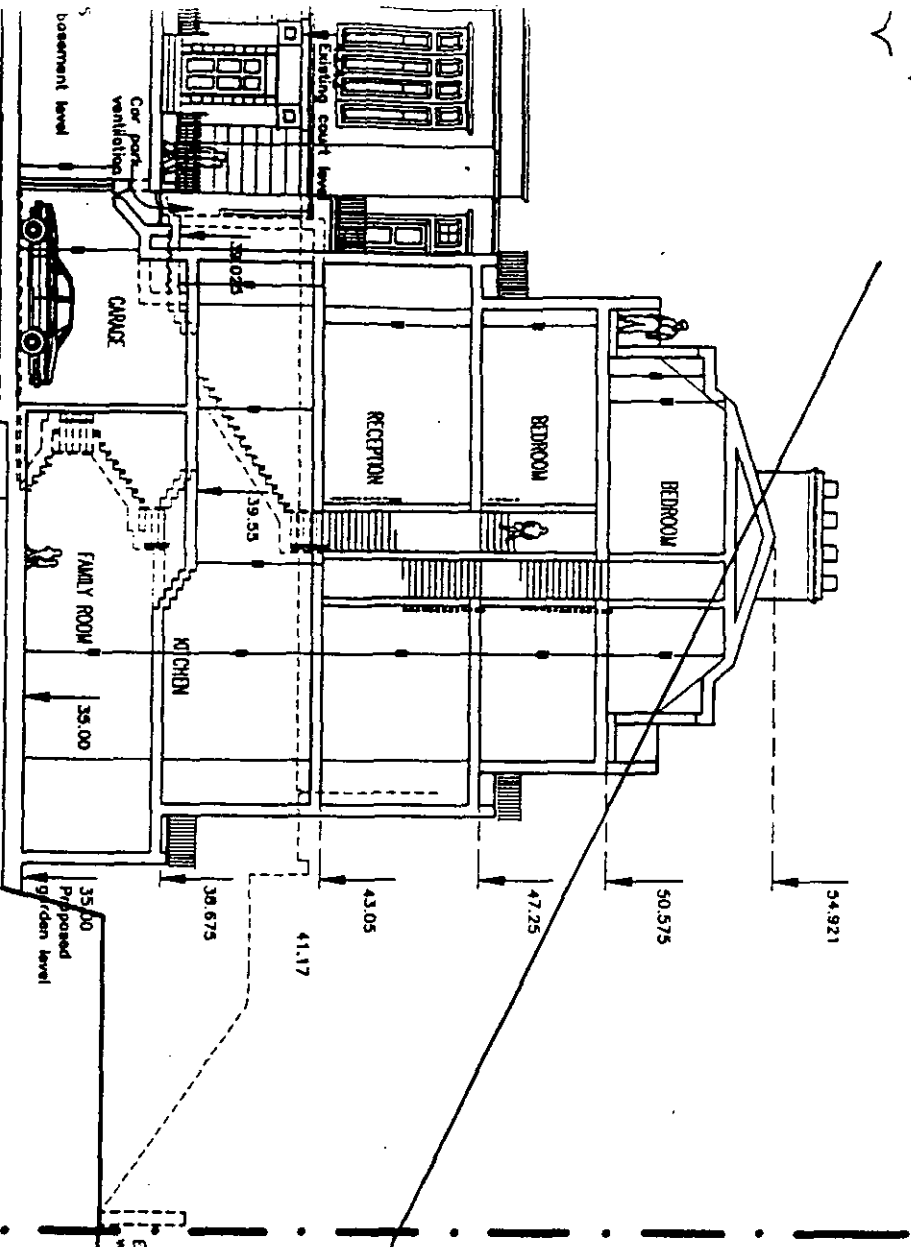 54.921
50.575
47.25
43.05
41.17
38.675
35.00
Proposed
garden level
BEDROOM
BEDROOM
RECEPTION
KITCHEN
FAMILY ROOM
GARAGE
39.55
39.025
35.00
Existing court level
Car park
ventilation
basement level